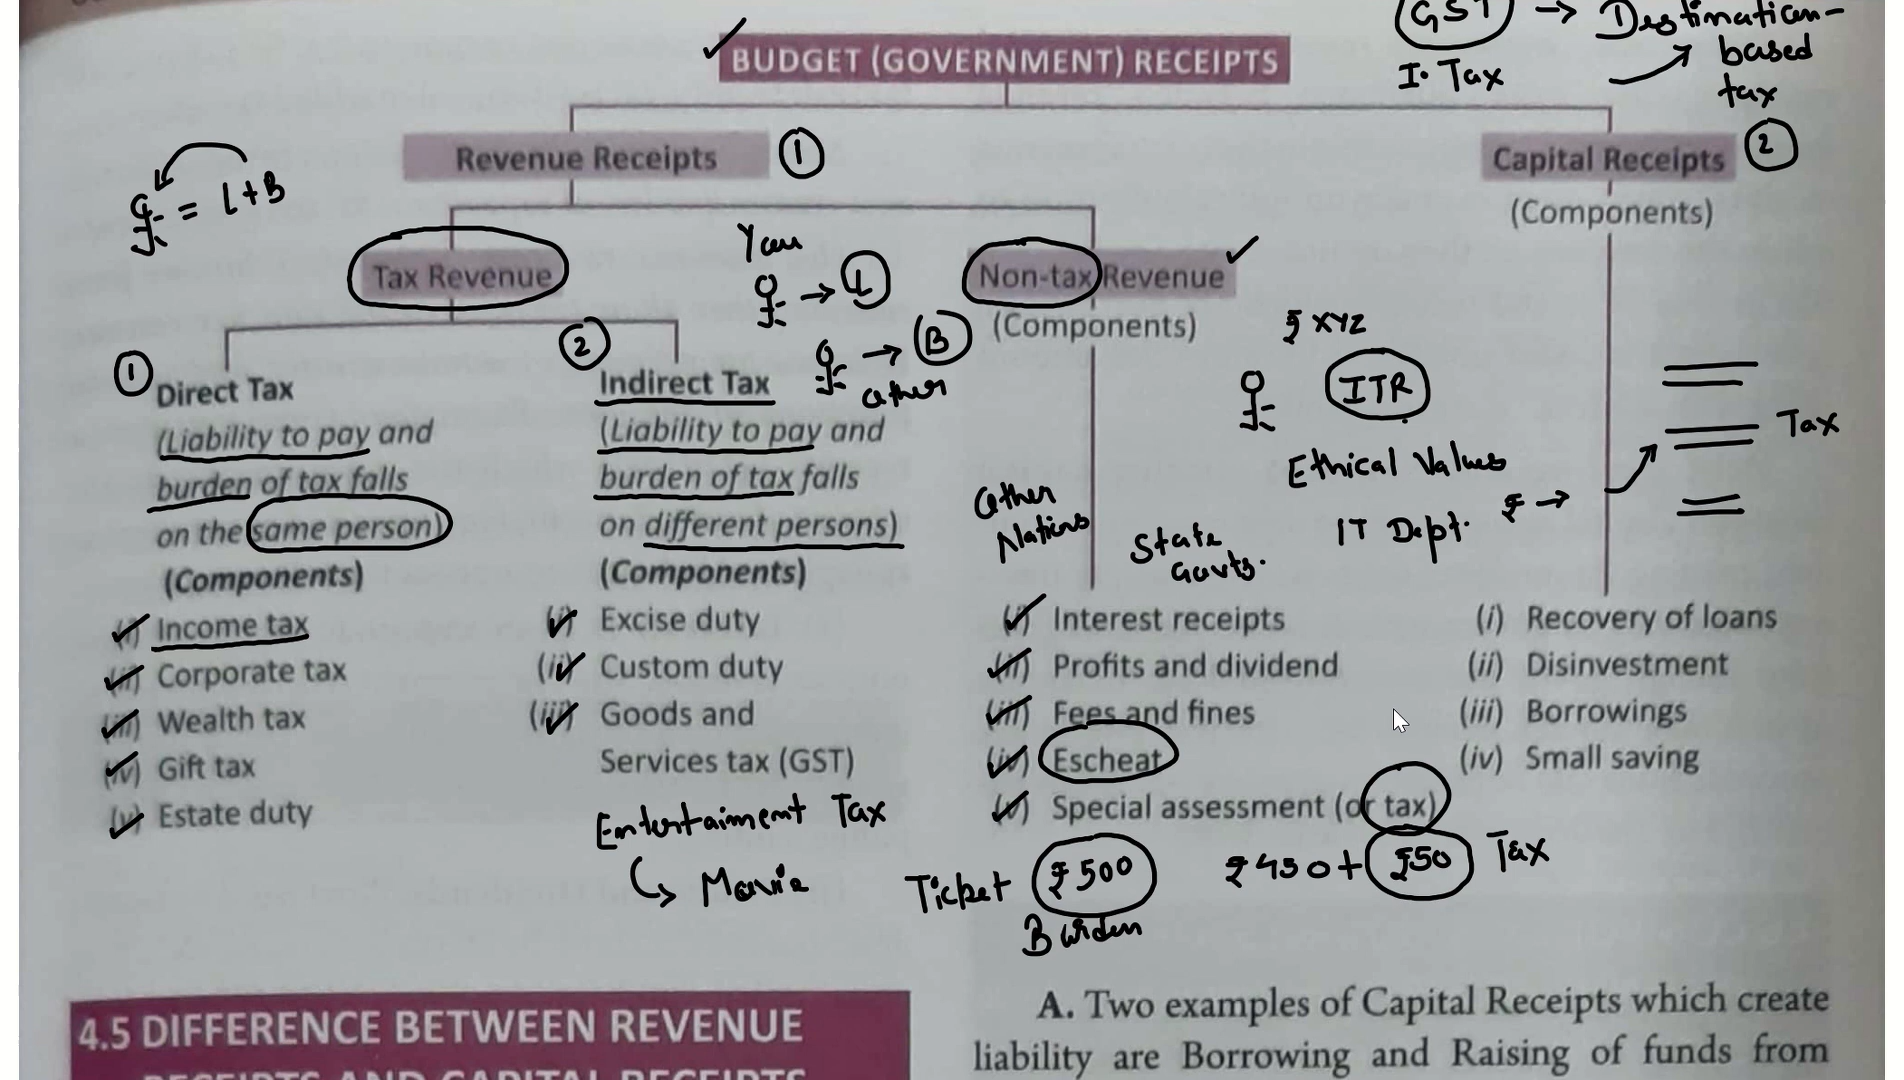 GST → Destination-
based
tax
I. Tax
BUDGET (GOVERNMENT) RECEIPTS
Revenue Receipts ①
Capital Receipts ②
(Components)
= L+B
Tax Revenue
You
→ L
Non-tax Revenue
(Components)
→ B
other
₹ XYZ
ITR
Ethical Values
IT Dept. ₹ →
Tax
① Direct Tax
(Liability to pay and
burden of tax falls
on the same person)
(Components)
(i) Income tax
(ii) Corporate tax
(iii) Wealth tax
(iv) Gift tax
(v) Estate duty
② Indirect Tax
(Liability to pay and
burden of tax falls
on different persons)
(Components)
(i) Excise duty
(ii) Custom duty
(iii) Goods and
Services tax (GST)
Entertaiment Tax
↳ Movie
Other
Nations
State
Govts.
(i) Interest receipts
(ii) Profits and dividend
(iii) Fees and fines
(iv) Escheat
(v) Special assessment (or tax)
Ticket ₹500 ₹450+ ₹50 Tax
Burden
(i) Recovery of loans
(ii) Disinvestment
(iii) Borrowings
(iv) Small saving
4.5 DIFFERENCE BETWEEN REVENUE
RECEIPTS AND CAPITAL RECEIPTS
A. Two examples of Capital Receipts which create
liability are Borrowing and Raising of funds from